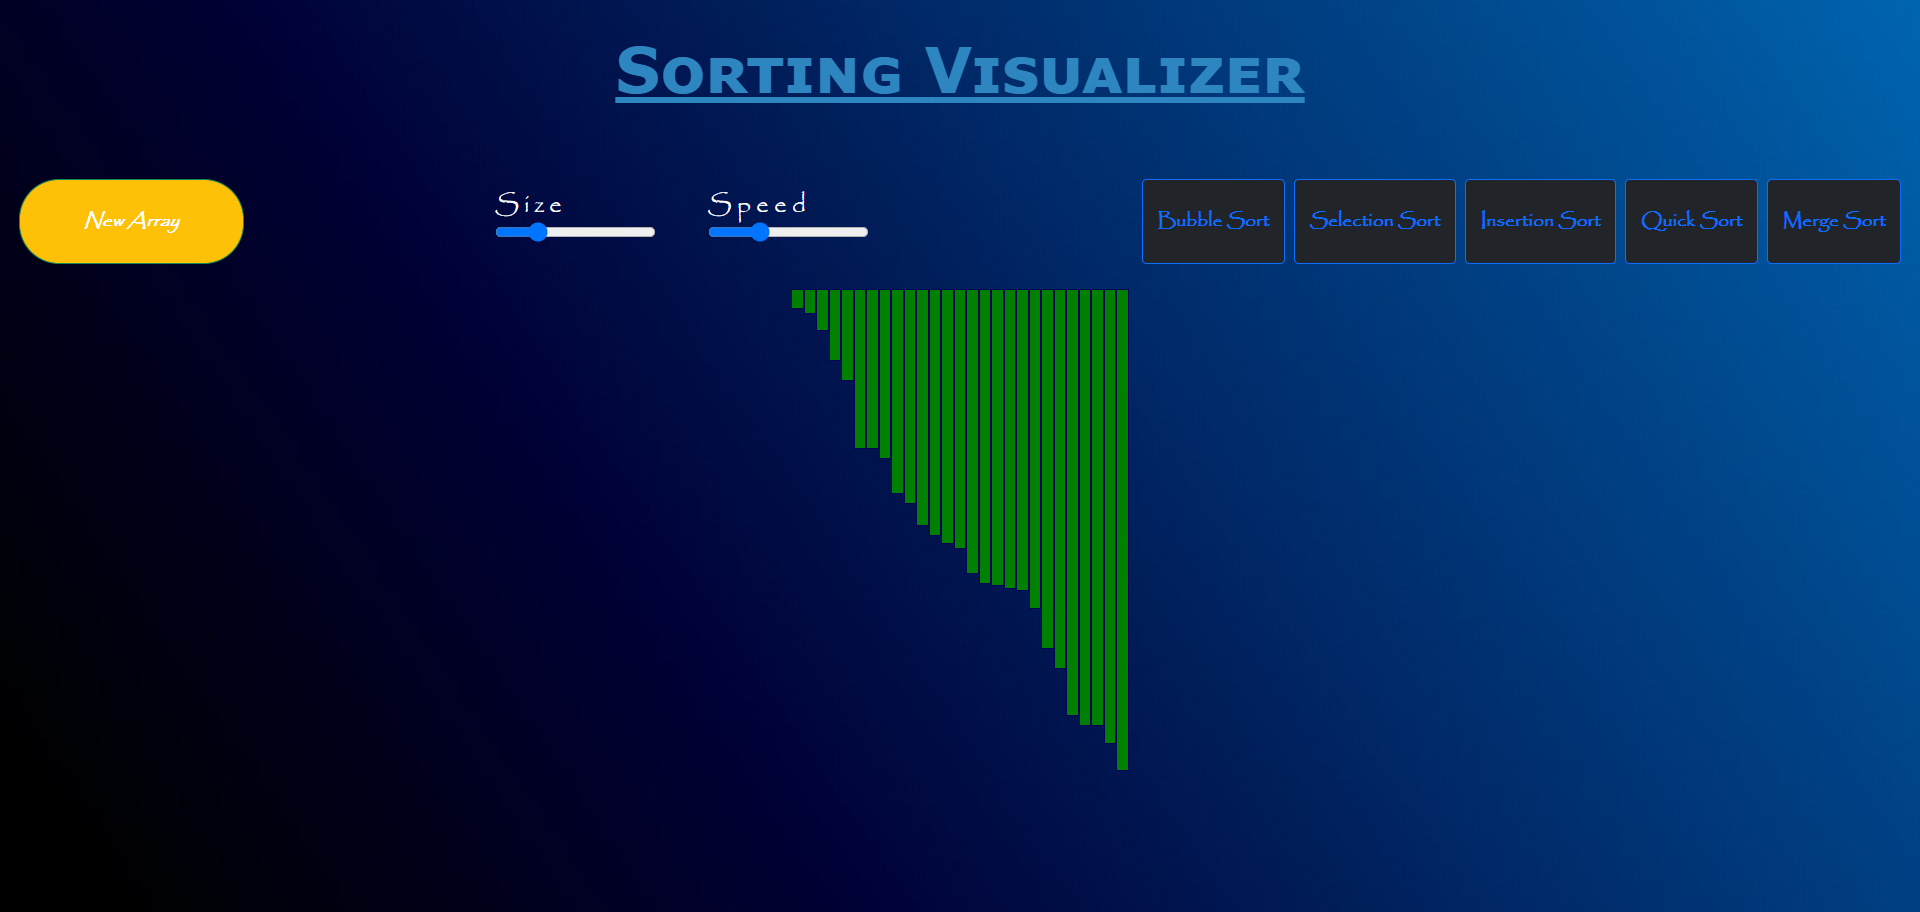 Sorting Visualizer
New Array
Size
Speed
Bubble Sort
Selection Sort
Insertion Sort
Quick Sort
Merge Sort